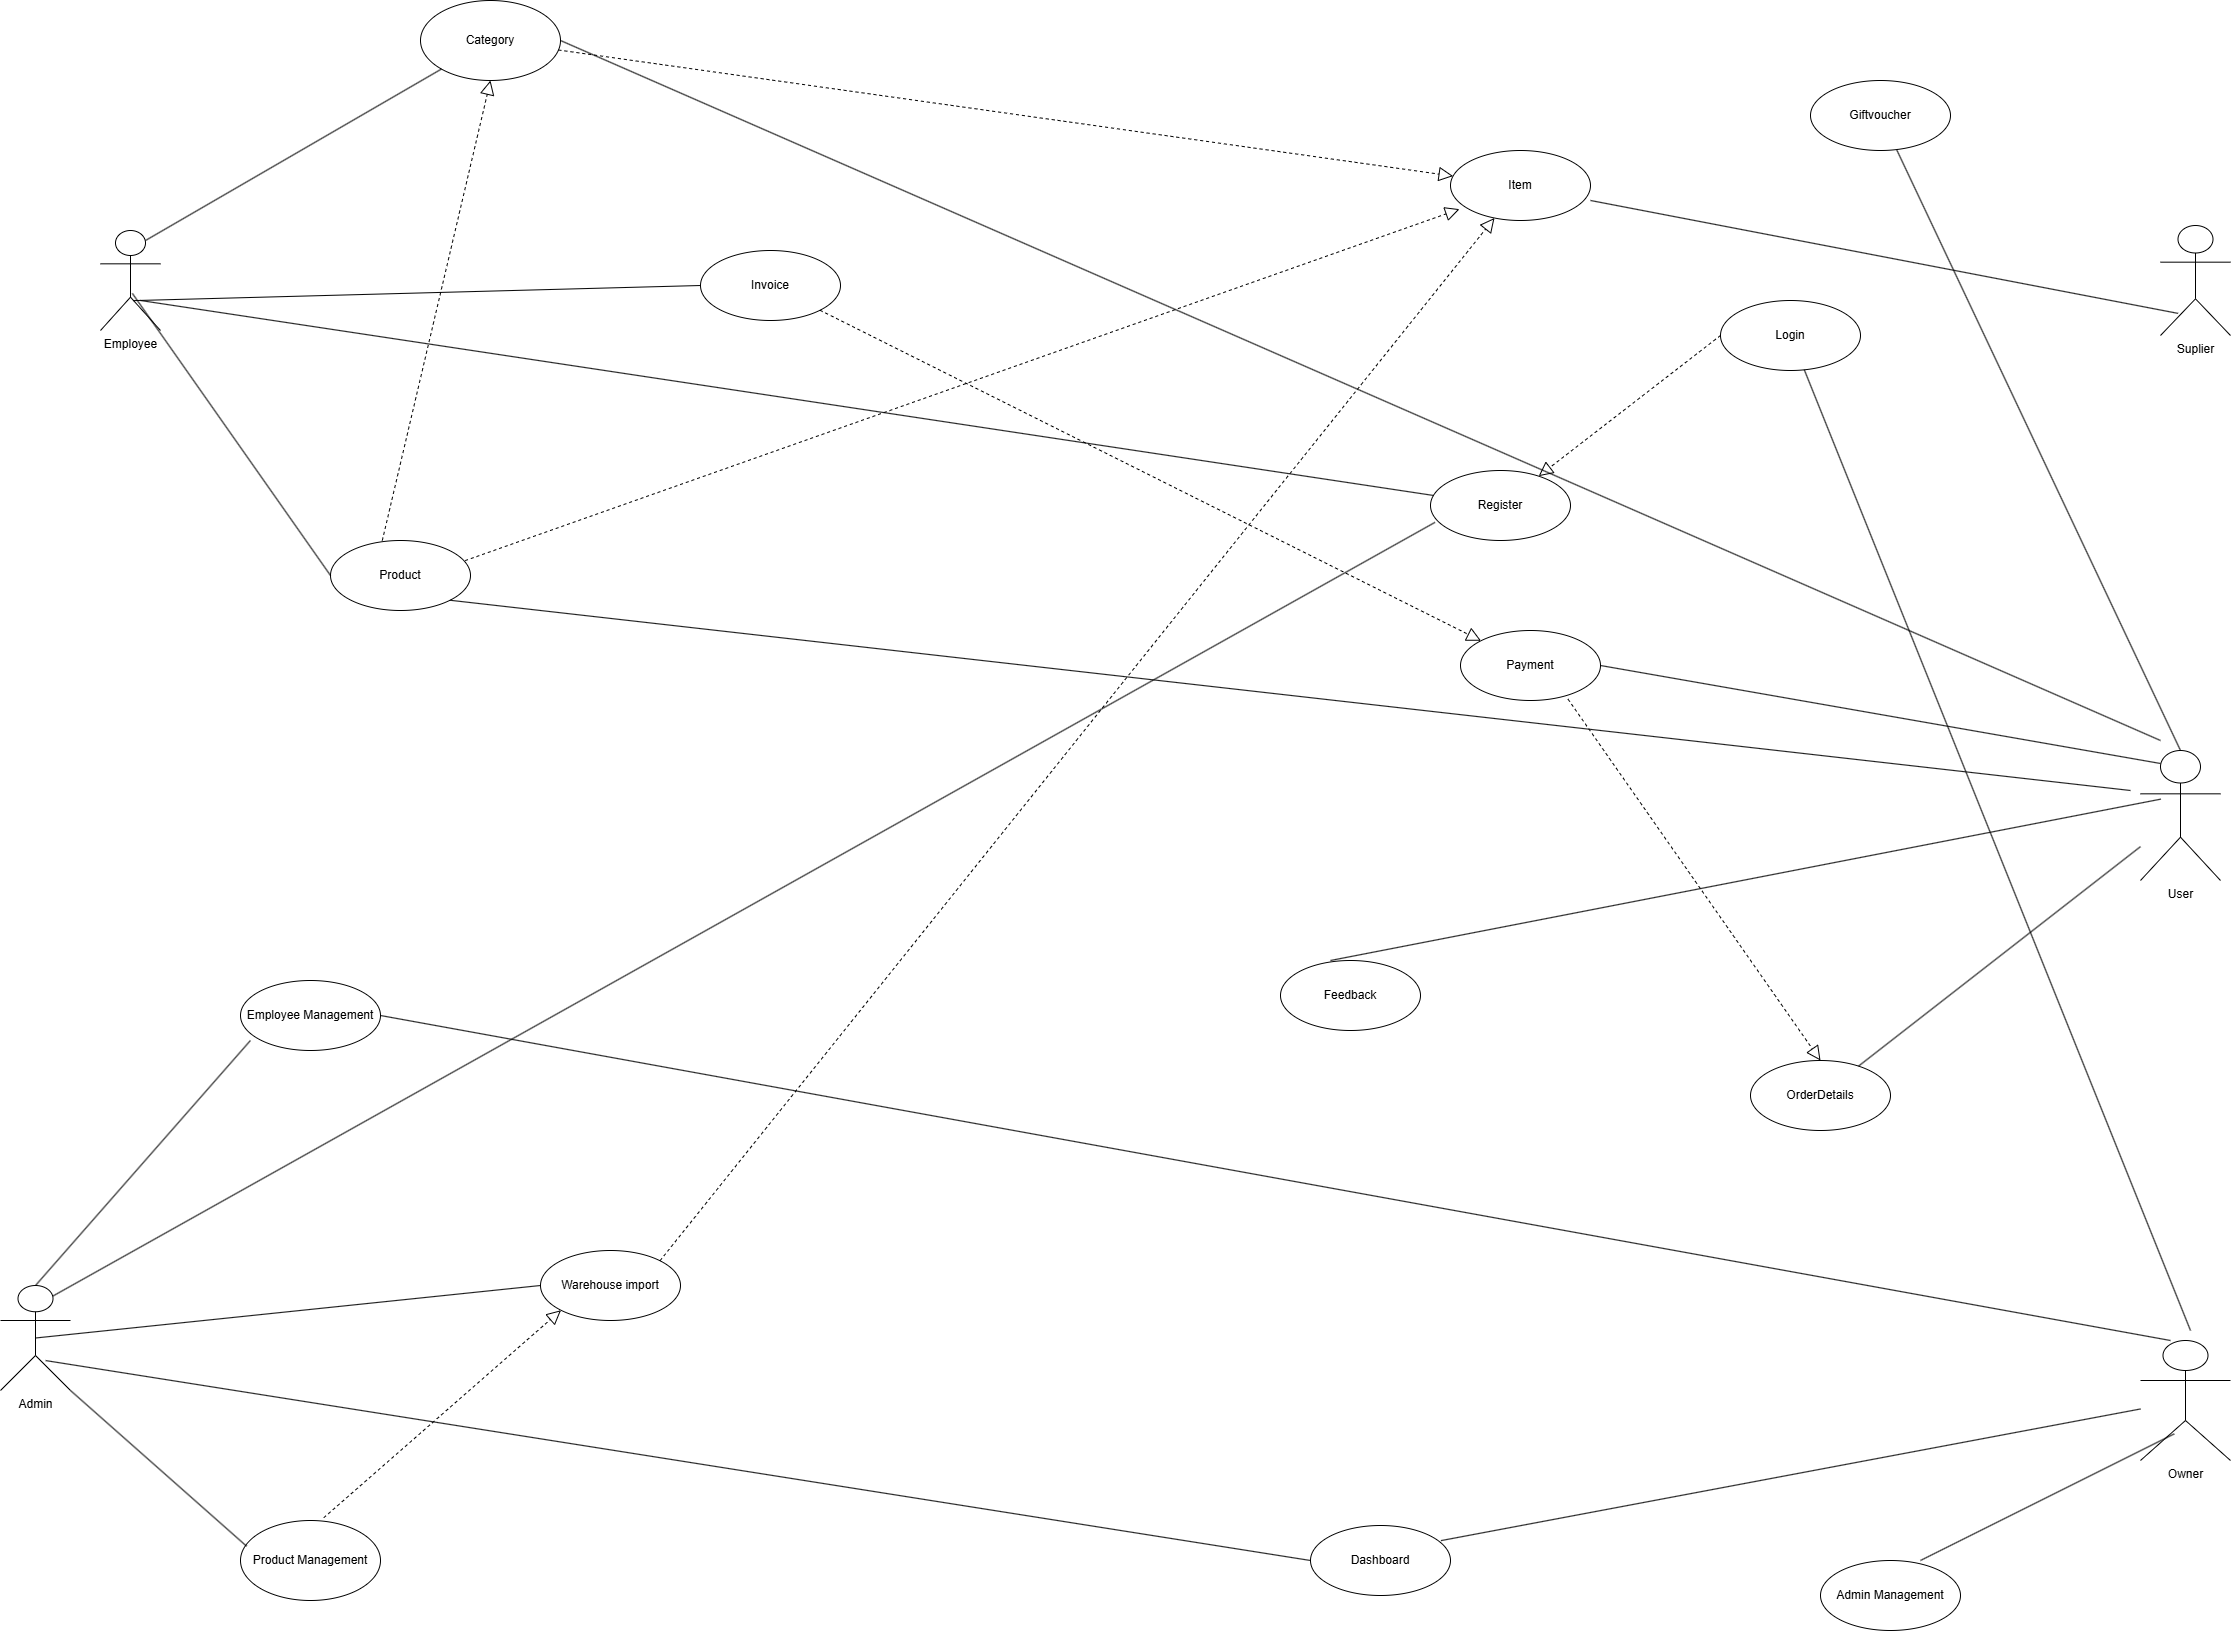 Category
Giftvoucher
Item
Invoice
Login
Employee
Suplier
Register
Product
Payment
User
Feedback
Employee Management
OrderDetails
Warehouse import
Admin
Owner
Product Management
Dashboard
Admin Management